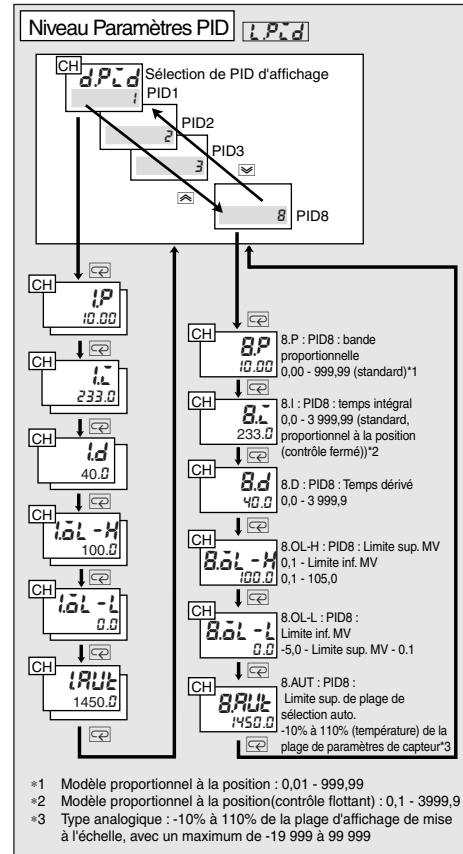 Niveau Paramètres PID L.PID
CH
d.PID
1
Sélection de PID d'affichage
PID1
2
PID2
3
PID3
8
PID8
CH
1.P
10.00
CH
1.I
233.0
CH
1.d
40.0
CH
1.OL-H
100.0
CH
1.OL-L
0.0
CH
1.AUT
1450.0
CH
8.P
10.00
8.P : PID8 : bande
proportionnelle
0,00 - 999,99 (standard)*1
CH
8.I
233.0
8.I : PID8 : temps intégral
0,0 - 3 999,99 (standard,
proportionnel à la position
(contrôle fermé))*2
CH
8.d
40.0
8.D : PID8 : Temps dérivé
0,0 - 3 999,9
CH
8.OL-H
100.0
8.OL-H : PID8 : Limite sup. MV
0,1 - Limite inf. MV
0,1 - 105,0
CH
8.OL-L
0.0
8.OL-L : PID8 :
Limite inf. MV
-5,0 - Limite sup. MV - 0.1
CH
8.AUT
1450.0
8.AUT : PID8 :
Limite sup. de plage de
sélection auto.
-10% à 110% (température) de la
plage de paramètres de capteur*3
*1 Modèle proportionnel à la position : 0,01 - 999,99
*2 Modèle proportionnel à la position(contrôle flottant) : 0,1 - 3999,9
*3 Type analogique : -10% à 110% de la plage d'affichage de mise
à l'échelle, avec un maximum de -19 999 à 99 999